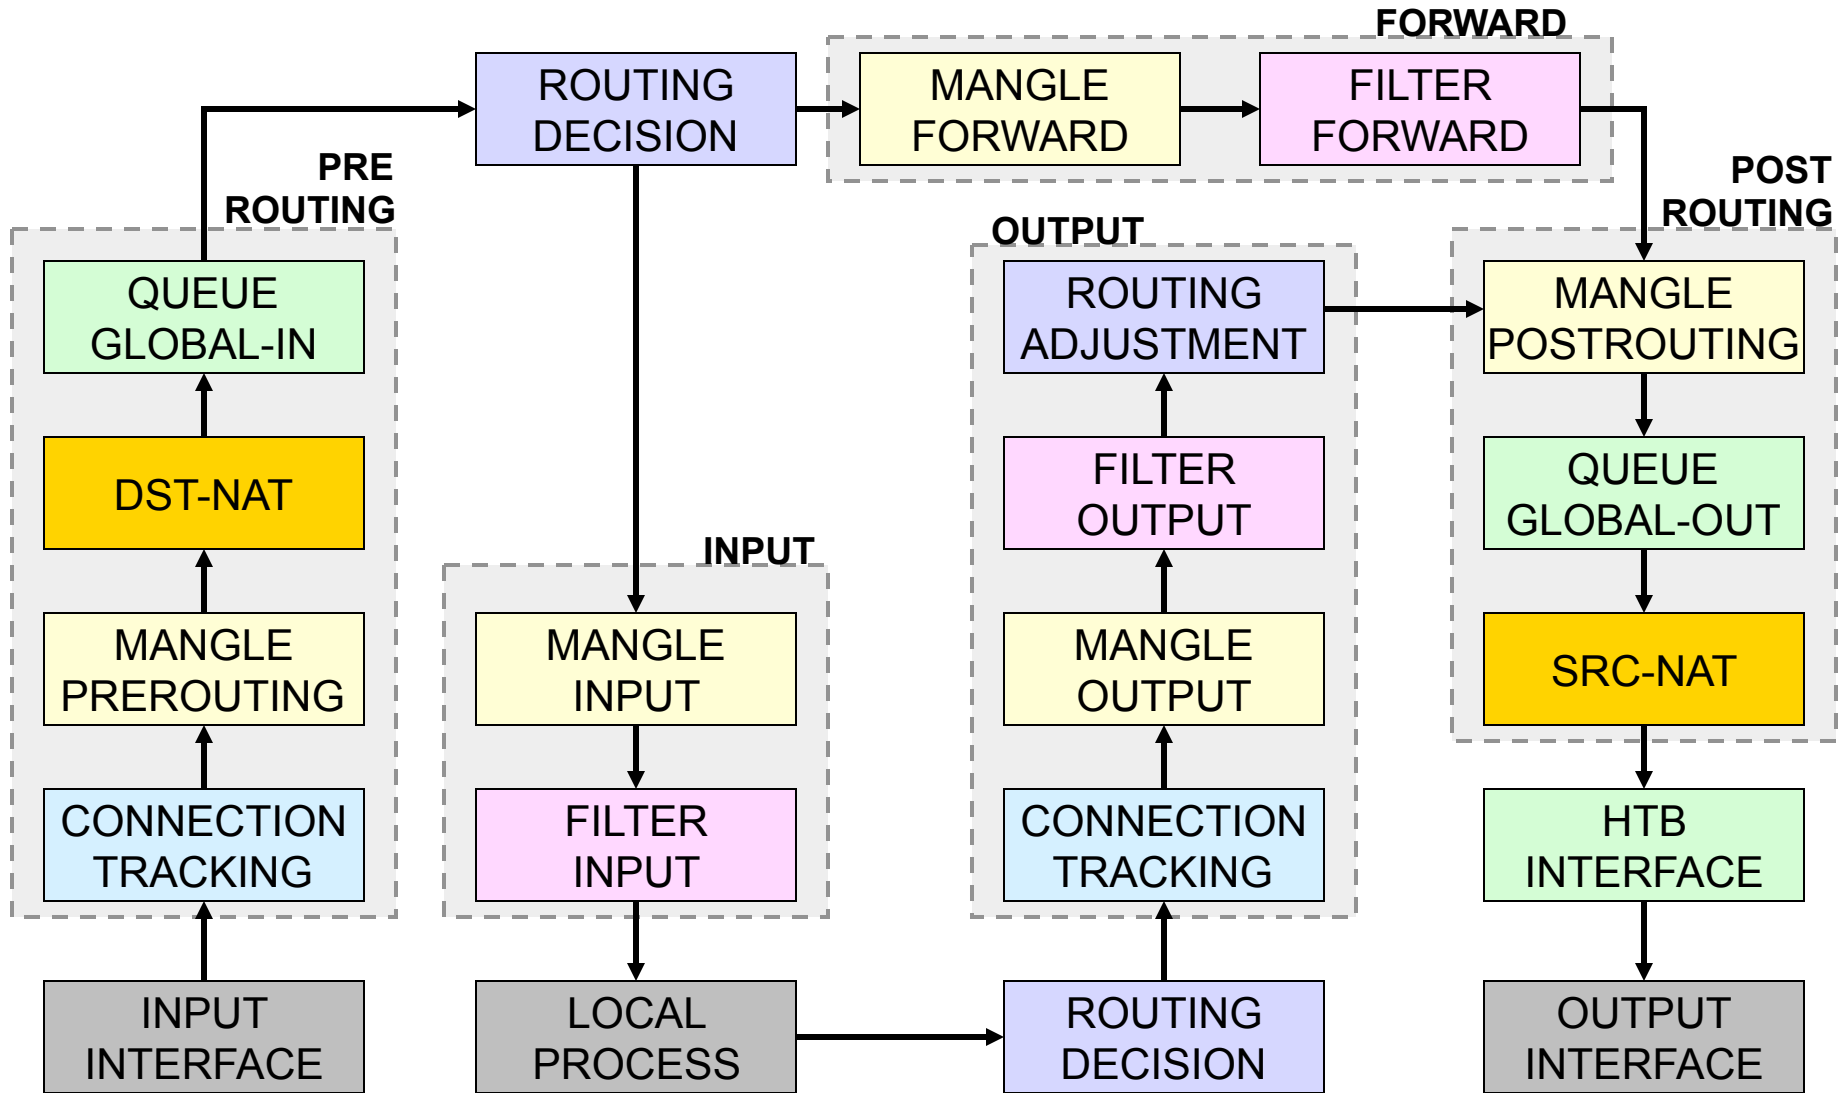 FORWARD
ROUTING
DECISION
MANGLE
FORWARD
FILTER
FORWARD
PRE
ROUTING
QUEUE
GLOBAL-IN
DST-NAT
MANGLE
PREROUTING
CONNECTION
TRACKING
INPUT
INTERFACE
INPUT
MANGLE
INPUT
FILTER
INPUT
LOCAL
PROCESS
OUTPUT
ROUTING
ADJUSTMENT
FILTER
OUTPUT
MANGLE
OUTPUT
CONNECTION
TRACKING
ROUTING
DECISION
POST
ROUTING
MANGLE
POSTROUTING
QUEUE
GLOBAL-OUT
SRC-NAT
HTB
INTERFACE
OUTPUT
INTERFACE